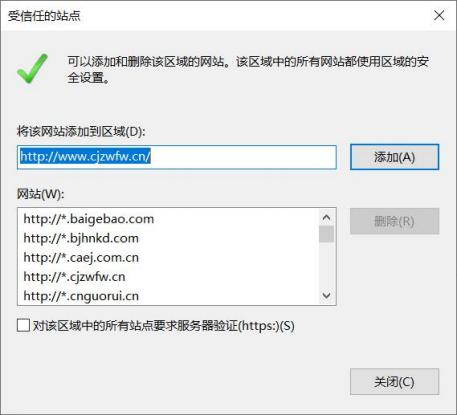 受信任的站点
可以添加和删除该区域的网站。该区域中的所有网站都使用区域的安
全设置。
将该网站添加到区域(D):
http://www.cjzwfw.cn/
添加(A)
网站(W):
http://*.baigebao.com
删除(R)
http://*.bjhnkd.com
http://*.caej.com.cn
http://*.cjzwfw.cn
http://*.cnguorui.cn
对该区域中的所有站点要求服务器验证(https:)(S)
关闭(C)